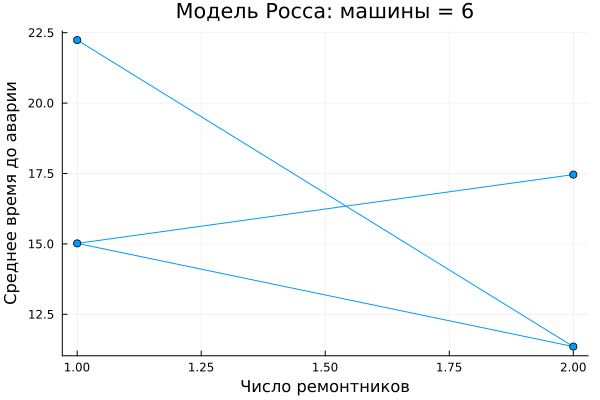 Модель Росса: машины = 6
Среднее время до аварии
22.5
20.0
17.5
15.0
12.5
1.00 1.25 1.50 1.75 2.00
Число ремонтников